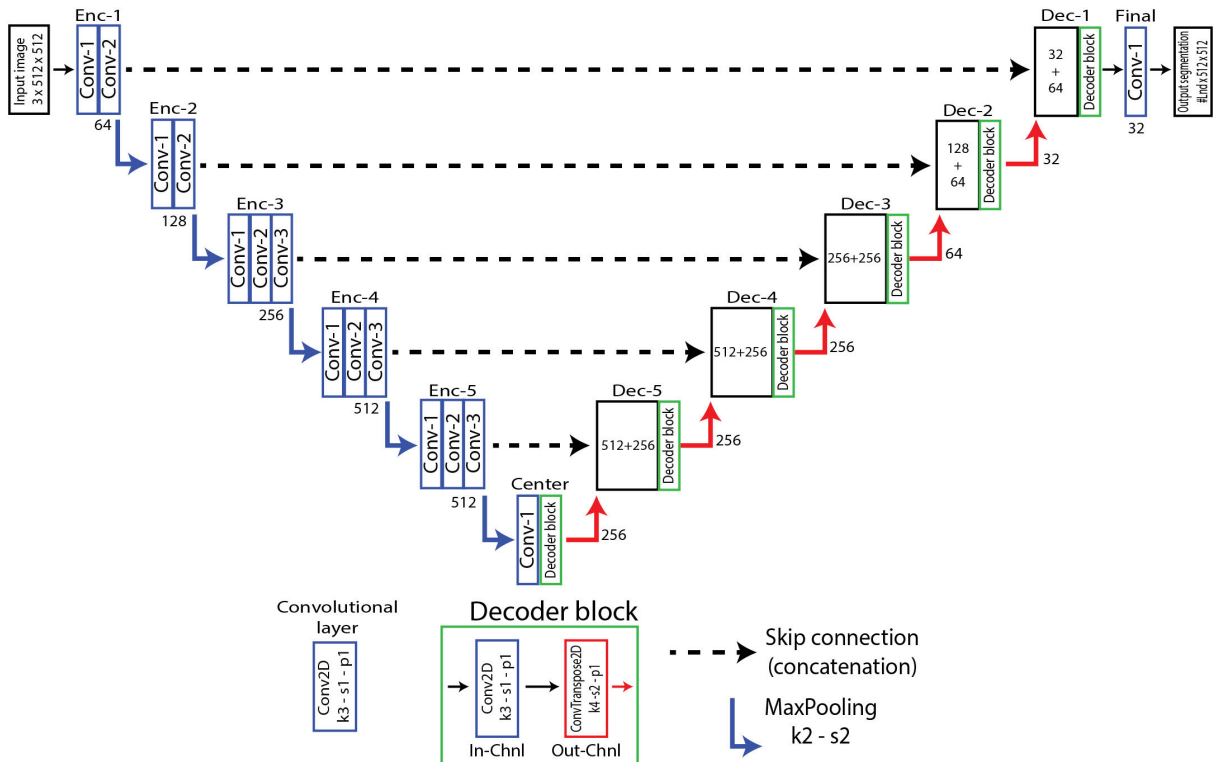 Enc-1
Input image
3 x 512 x 512
Conv-1
Conv-2
64
Dec-1
32
+
64
Decoder block
Final
Conv-1
32
Output segmentation
#Lnd x 512 x 512
Enc-2
Conv-1
Conv-2
128
Dec-2
128
+
64
Decoder block
32
Enc-3
Conv-1
Conv-2
Conv-3
256
Dec-3
256+256
Decoder block
64
Enc-4
Conv-1
Conv-2
Conv-3
512
Dec-4
512+256
Decoder block
256
Enc-5
Conv-1
Conv-2
Conv-3
512
Dec-5
512+256
Decoder block
256
Center
Conv-1
Decoder block
256
Convolutional
layer
Conv2D
k3 - s1 - p1
Decoder block
Conv2D
k3 - s1 - p1
In-Chnl
ConvTranspose2D
k4-s2 - p1
Out-Chnl
Skip connection
(concatenation)
MaxPooling
k2 - s2